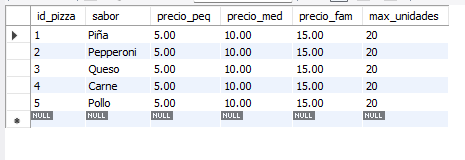 id_pizza sabor precio_peq precio_med precio_fam max_unidades
1 Piña 5.00 10.00 15.00 20
2 Pepperoni 5.00 10.00 15.00 20
3 Queso 5.00 10.00 15.00 20
4 Carne 5.00 10.00 15.00 20
5 Pollo 5.00 10.00 15.00 20
NULL NULL NULL NULL NULL NULL